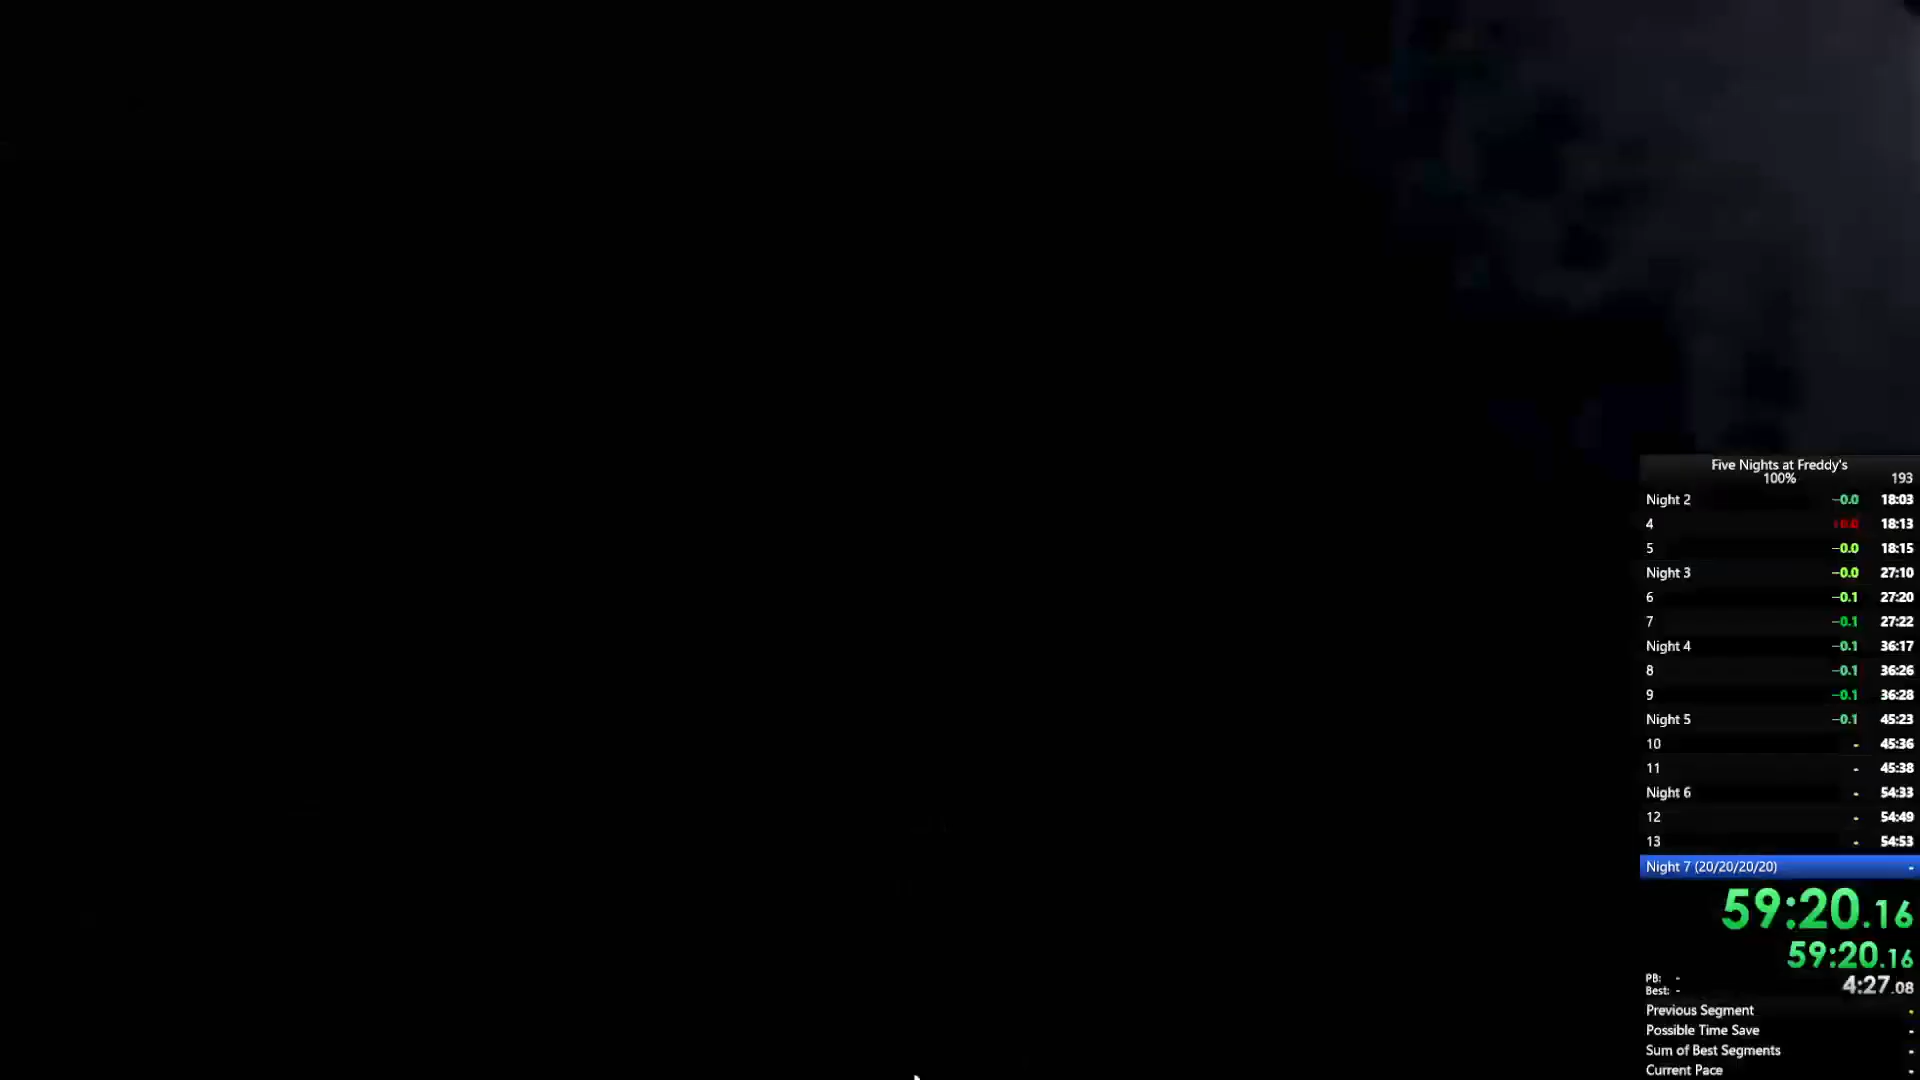 Five Nights at Freddy's
100% 193
Night 2 −0.0 18:03
4 +0.0 18:13
5 −0.0 18:15
Night 3 −0.0 27:10
6 −0.1 27:20
7 −0.1 27:22
Night 4 −0.1 36:17
8 −0.1 36:26
9 −0.1 36:28
Night 5 −0.1 45:23
10 - 45:36
11 - 45:38
Night 6 - 54:33
12 - 54:49
13 - 54:53
Night 7 (20/20/20/20) -
59:20.16
59:20.16
PB: -
Best: - 4:27.08
Previous Segment -
Possible Time Save -
Sum of Best Segments -
Current Pace -